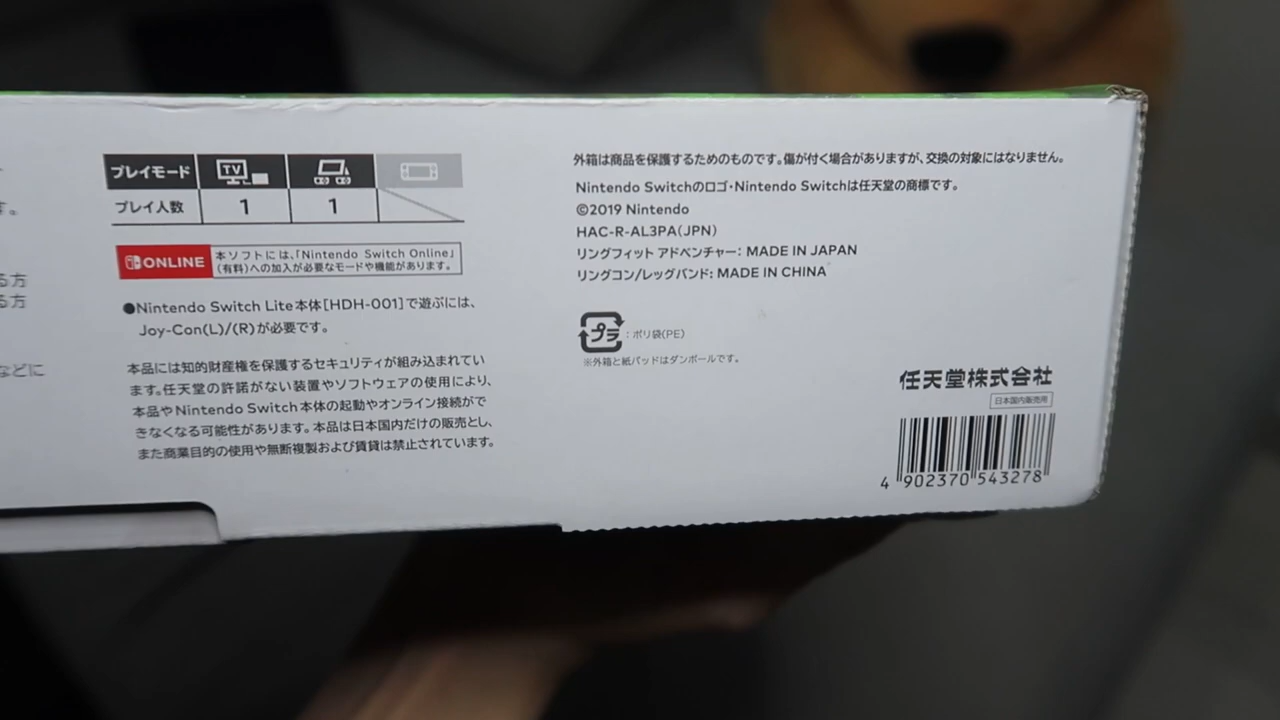 す。
る方
る方
などに
プレイモード TV
プレイ人数 1 1
ONLINE 本ソフトには、「Nintendo Switch Online」
（有料）への加入が必要なモードや機能があります。
●Nintendo Switch Lite本体[HDH-001]で遊ぶには、
Joy-Con(L)/(R)が必要です。
本品には知的財産権を保護するセキュリティが組み込まれてい
ます。任天堂の許諾がない装置やソフトウェアの使用により、
本品やNintendo Switch本体の起動やオンライン接続がで
きなくなる可能性があります。本品は日本国内だけの販売とし、
また商業目的の使用や無断複製および賃貸は禁止されています。
外箱は商品を保護するためのものです。傷が付く場合がありますが、交換の対象にはなりません。
Nintendo Switchのロゴ・Nintendo Switchは任天堂の商標です。
©2019 Nintendo
HAC-R-AL3PA(JPN)
リングフィット アドベンチャー: MADE IN JAPAN
リングコン/レッグバンド: MADE IN CHINA
プラ : ポリ袋(PE)
※外箱と紙パッドはダンボールです。
任天堂株式会社
日本国内販売用
4 902370 543278